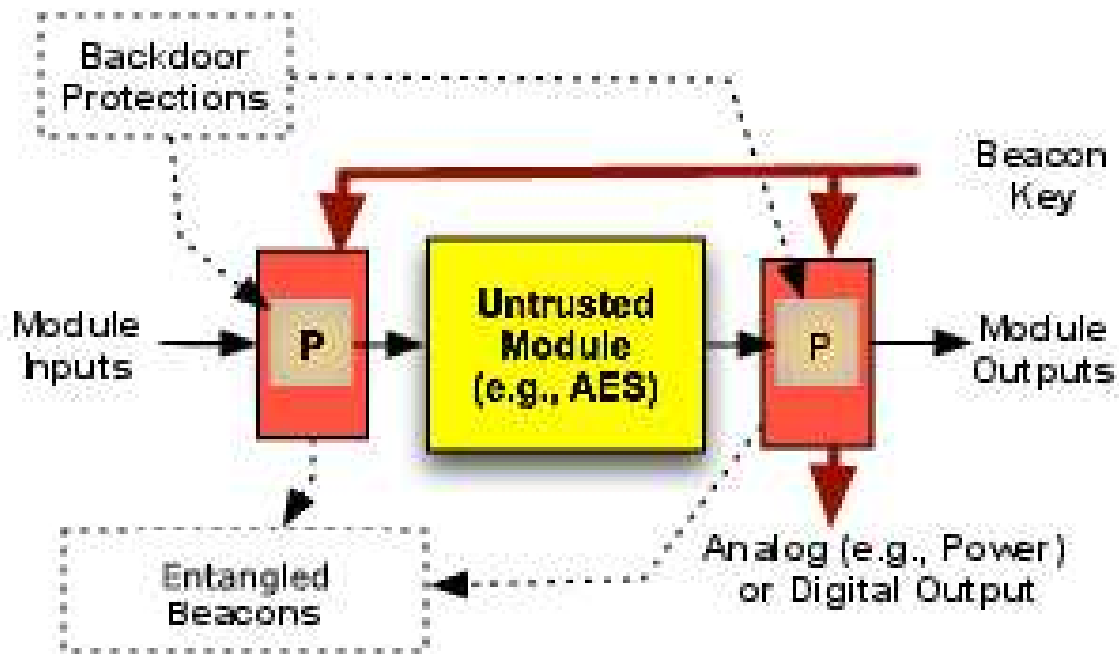 Backdoor
Protections
Beacon
Key
Module
Inputs
P
Untrusted
Module
(e.g., AES)
P
Module
Outputs
Entangled
Beacons
Analog (e.g., Power)
or Digital Output